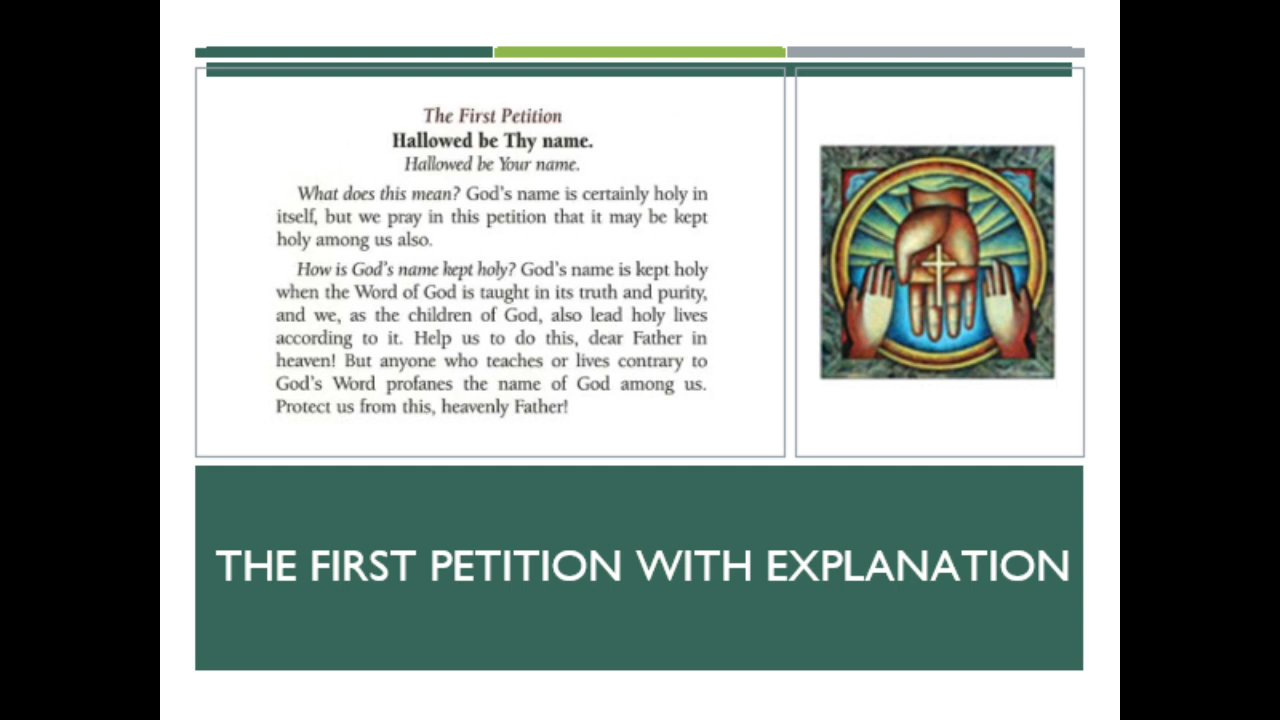 The First Petition
Hallowed be Thy name.
Hallowed be Your name.
What does this mean? God's name is certainly holy in
itself, but we pray in this petition that it may be kept
holy among us also.
How is God's name kept holy? God's name is kept holy
when the Word of God is taught in its truth and purity,
and we, as the children of God, also lead holy lives
according to it. Help us to do this, dear Father in
heaven! But anyone who teaches or lives contrary to
God's Word profanes the name of God among us.
Protect us from this, heavenly Father!
THE FIRST PETITION WITH EXPLANATION